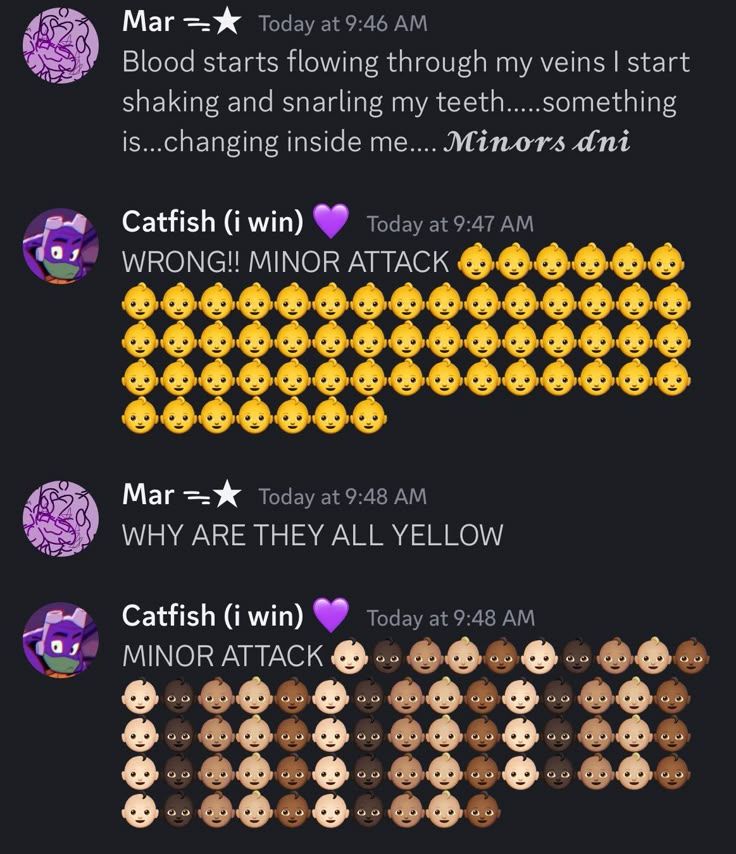 Mar ⩳★ Today at 9:46 AM
Blood starts flowing through my veins I start
shaking and snarling my teeth.....something
is...changing inside me.... 𝓜𝓲𝓷𝓸𝓻𝓼 𝓭𝓷𝓲
Catfish (i win) 💜 Today at 9:47 AM
WRONG!! MINOR ATTACK 👶👶👶👶👶👶
👶👶👶👶👶👶👶👶👶👶👶👶👶👶👶
👶👶👶👶👶👶👶👶👶👶👶👶👶👶👶
👶👶👶👶👶👶👶👶👶👶👶👶👶👶👶
👶👶👶👶👶👶👶
Mar ⩳★ Today at 9:48 AM
WHY ARE THEY ALL YELLOW
Catfish (i win) 💜 Today at 9:48 AM
MINOR ATTACK 👶🏻👶🏿👶🏽👶🏼👶🏾👶🏻👶🏿👶🏽👶🏼👶🏾
👶🏻👶🏿👶🏽👶🏼👶🏾👶🏻👶🏿👶🏽👶🏼👶🏾👶🏻👶🏿👶🏽👶🏼👶🏾
👶🏻👶🏿👶🏽👶🏼👶🏾👶🏻👶🏿👶🏽👶🏼👶🏾👶🏻👶🏿👶🏽👶🏼👶🏾
👶🏻👶🏿👶🏽👶🏼👶🏾👶🏻👶🏿👶🏽👶🏼👶🏾👶🏻👶🏿👶🏽👶🏼👶🏾
👶🏻👶🏿👶🏽👶🏼👶🏾👶🏻👶🏿👶🏽👶🏼👶🏾